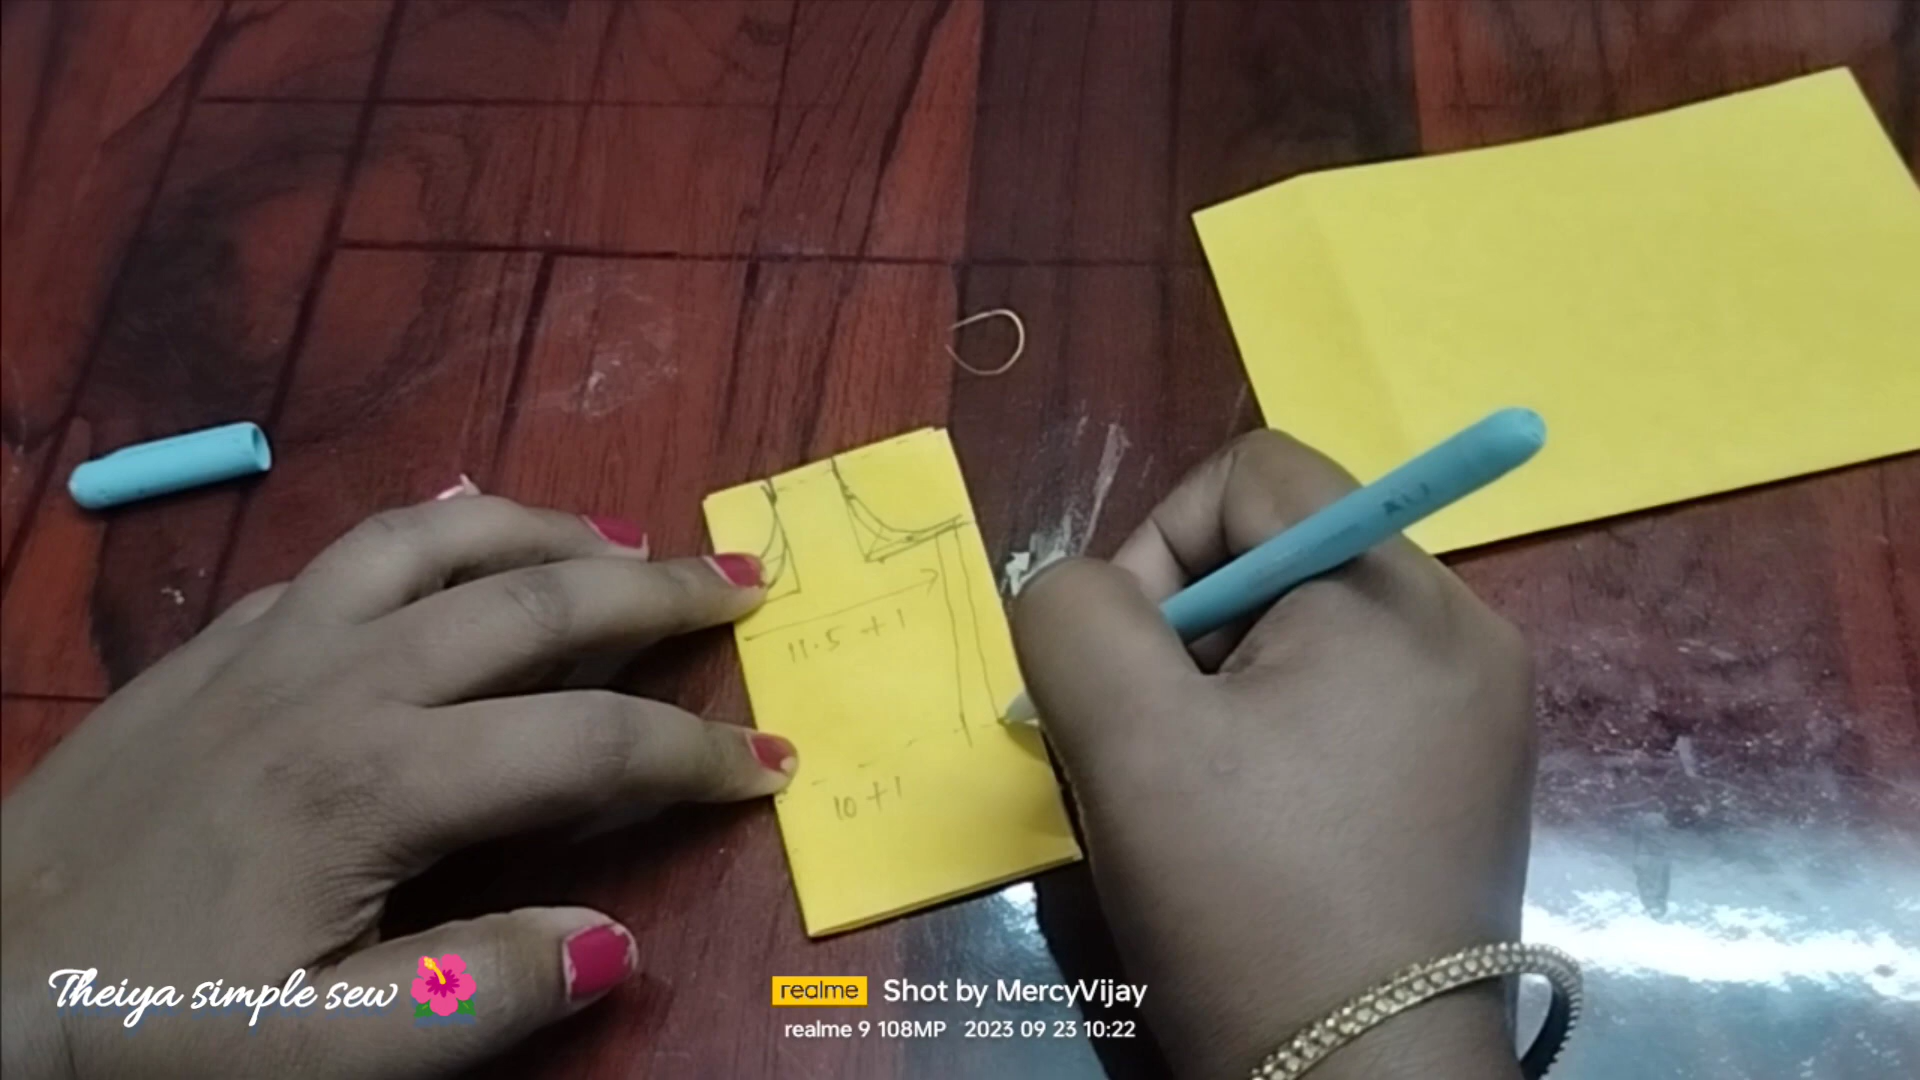 11.5 + 1
10 + 1
Theiya simple sew
realme Shot by MercyVijay
realme 9 108MP 2023 09 23 10:22